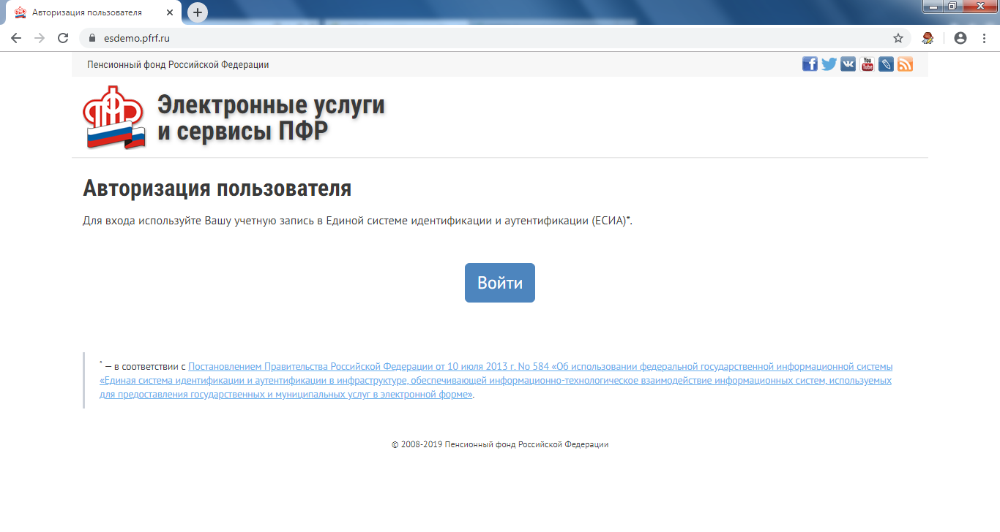 Авторизация пользователя
esdemo.pfrf.ru
Пенсионный фонд Российской Федерации
You
Tube
Электронные услуги
и сервисы ПФР
Авторизация пользователя
Для входа используйте Вашу учетную запись в Единой системе идентификации и аутентификации (ЕСИА)*.
Войти
* — в соответствии с Постановлением Правительства Российской Федерации от 10 июля 2013 г. No 584 «Об использовании федеральной государственной информационной системы
«Единая система идентификации и аутентификации в инфраструктуре, обеспечивающей информационно-технологическое взаимодействие информационных систем, используемых
для предоставления государственных и муниципальных услуг в электронной форме».
© 2008-2019 Пенсионный фонд Российской Федерации